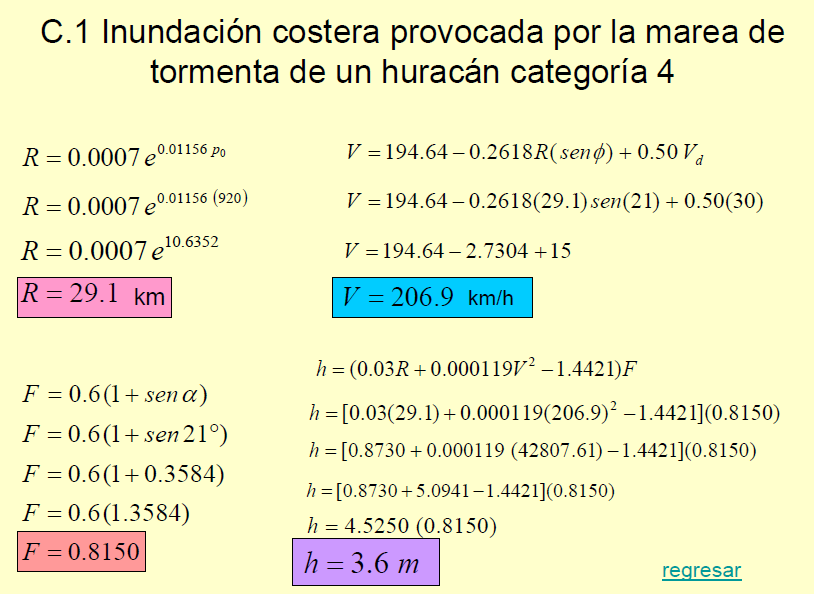 C.1 Inundación costera provocada por la marea de
tormenta de un huracán categoría 4
R = 0.0007 e^{0.01156 p₀}
R = 0.0007 e^{0.01156 (920)}
R = 0.0007 e^{10.6352}
R = 29.1 km
V = 194.64 − 0.2618R(senϕ) + 0.50 V_d
V = 194.64 − 0.2618(29.1)sen(21) + 0.50(30)
V = 194.64 − 2.7304 + 15
V = 206.9 km/h
F = 0.6(1 + sen α)
F = 0.6(1 + sen21°)
F = 0.6(1 + 0.3584)
F = 0.6(1.3584)
F = 0.8150
h = (0.03R + 0.000119V² − 1.4421)F
h = [0.03(29.1) + 0.000119(206.9)² − 1.4421](0.8150)
h = [0.8730 + 0.000119 (42807.61) − 1.4421](0.8150)
h = [0.8730 + 5.0941 − 1.4421](0.8150)
h = 4.5250 (0.8150)
h = 3.6 m
regresar